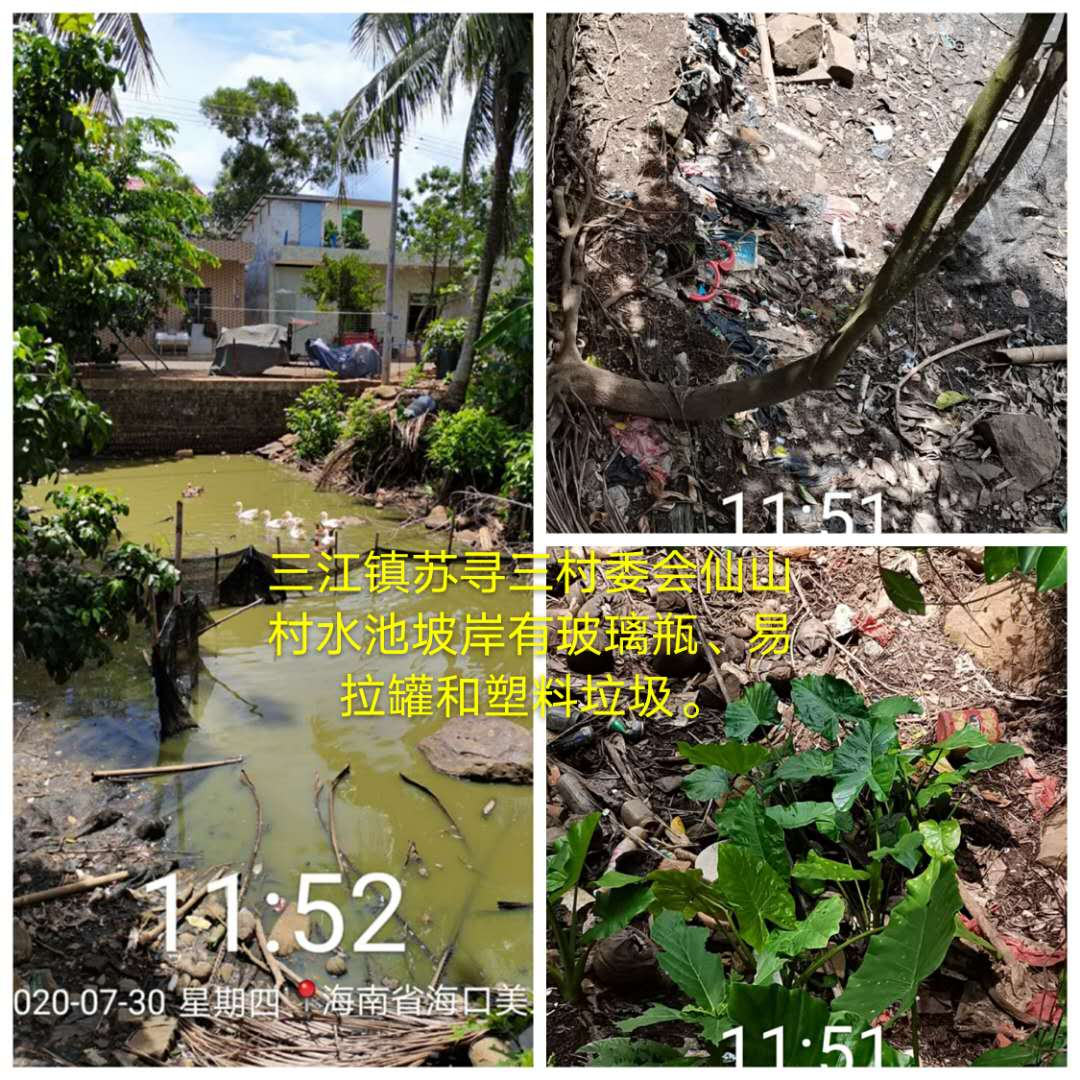 11:51
三江镇苏寻三村委会仙山
村水池坡岸有玻璃瓶、易
拉罐和塑料垃圾。
11:52
020-07-30 星期四 海南省海口美
11:51